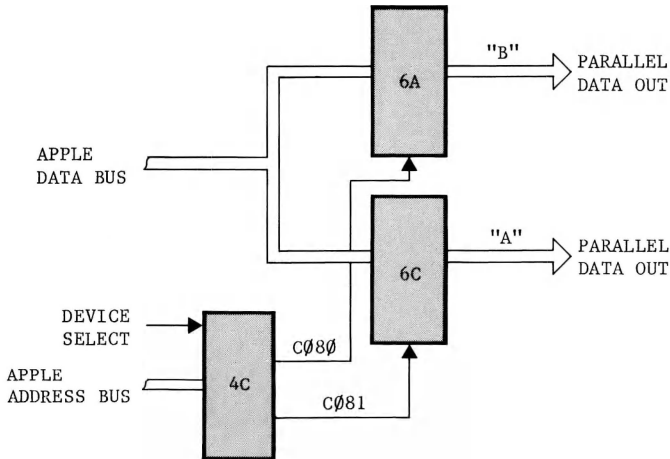 "B"
PARALLEL
DATA OUT
6A
APPLE
DATA BUS
"A"
PARALLEL
DATA OUT
6C
DEVICE
SELECT
CØ8Ø
4C
APPLE
ADDRESS BUS
CØ81